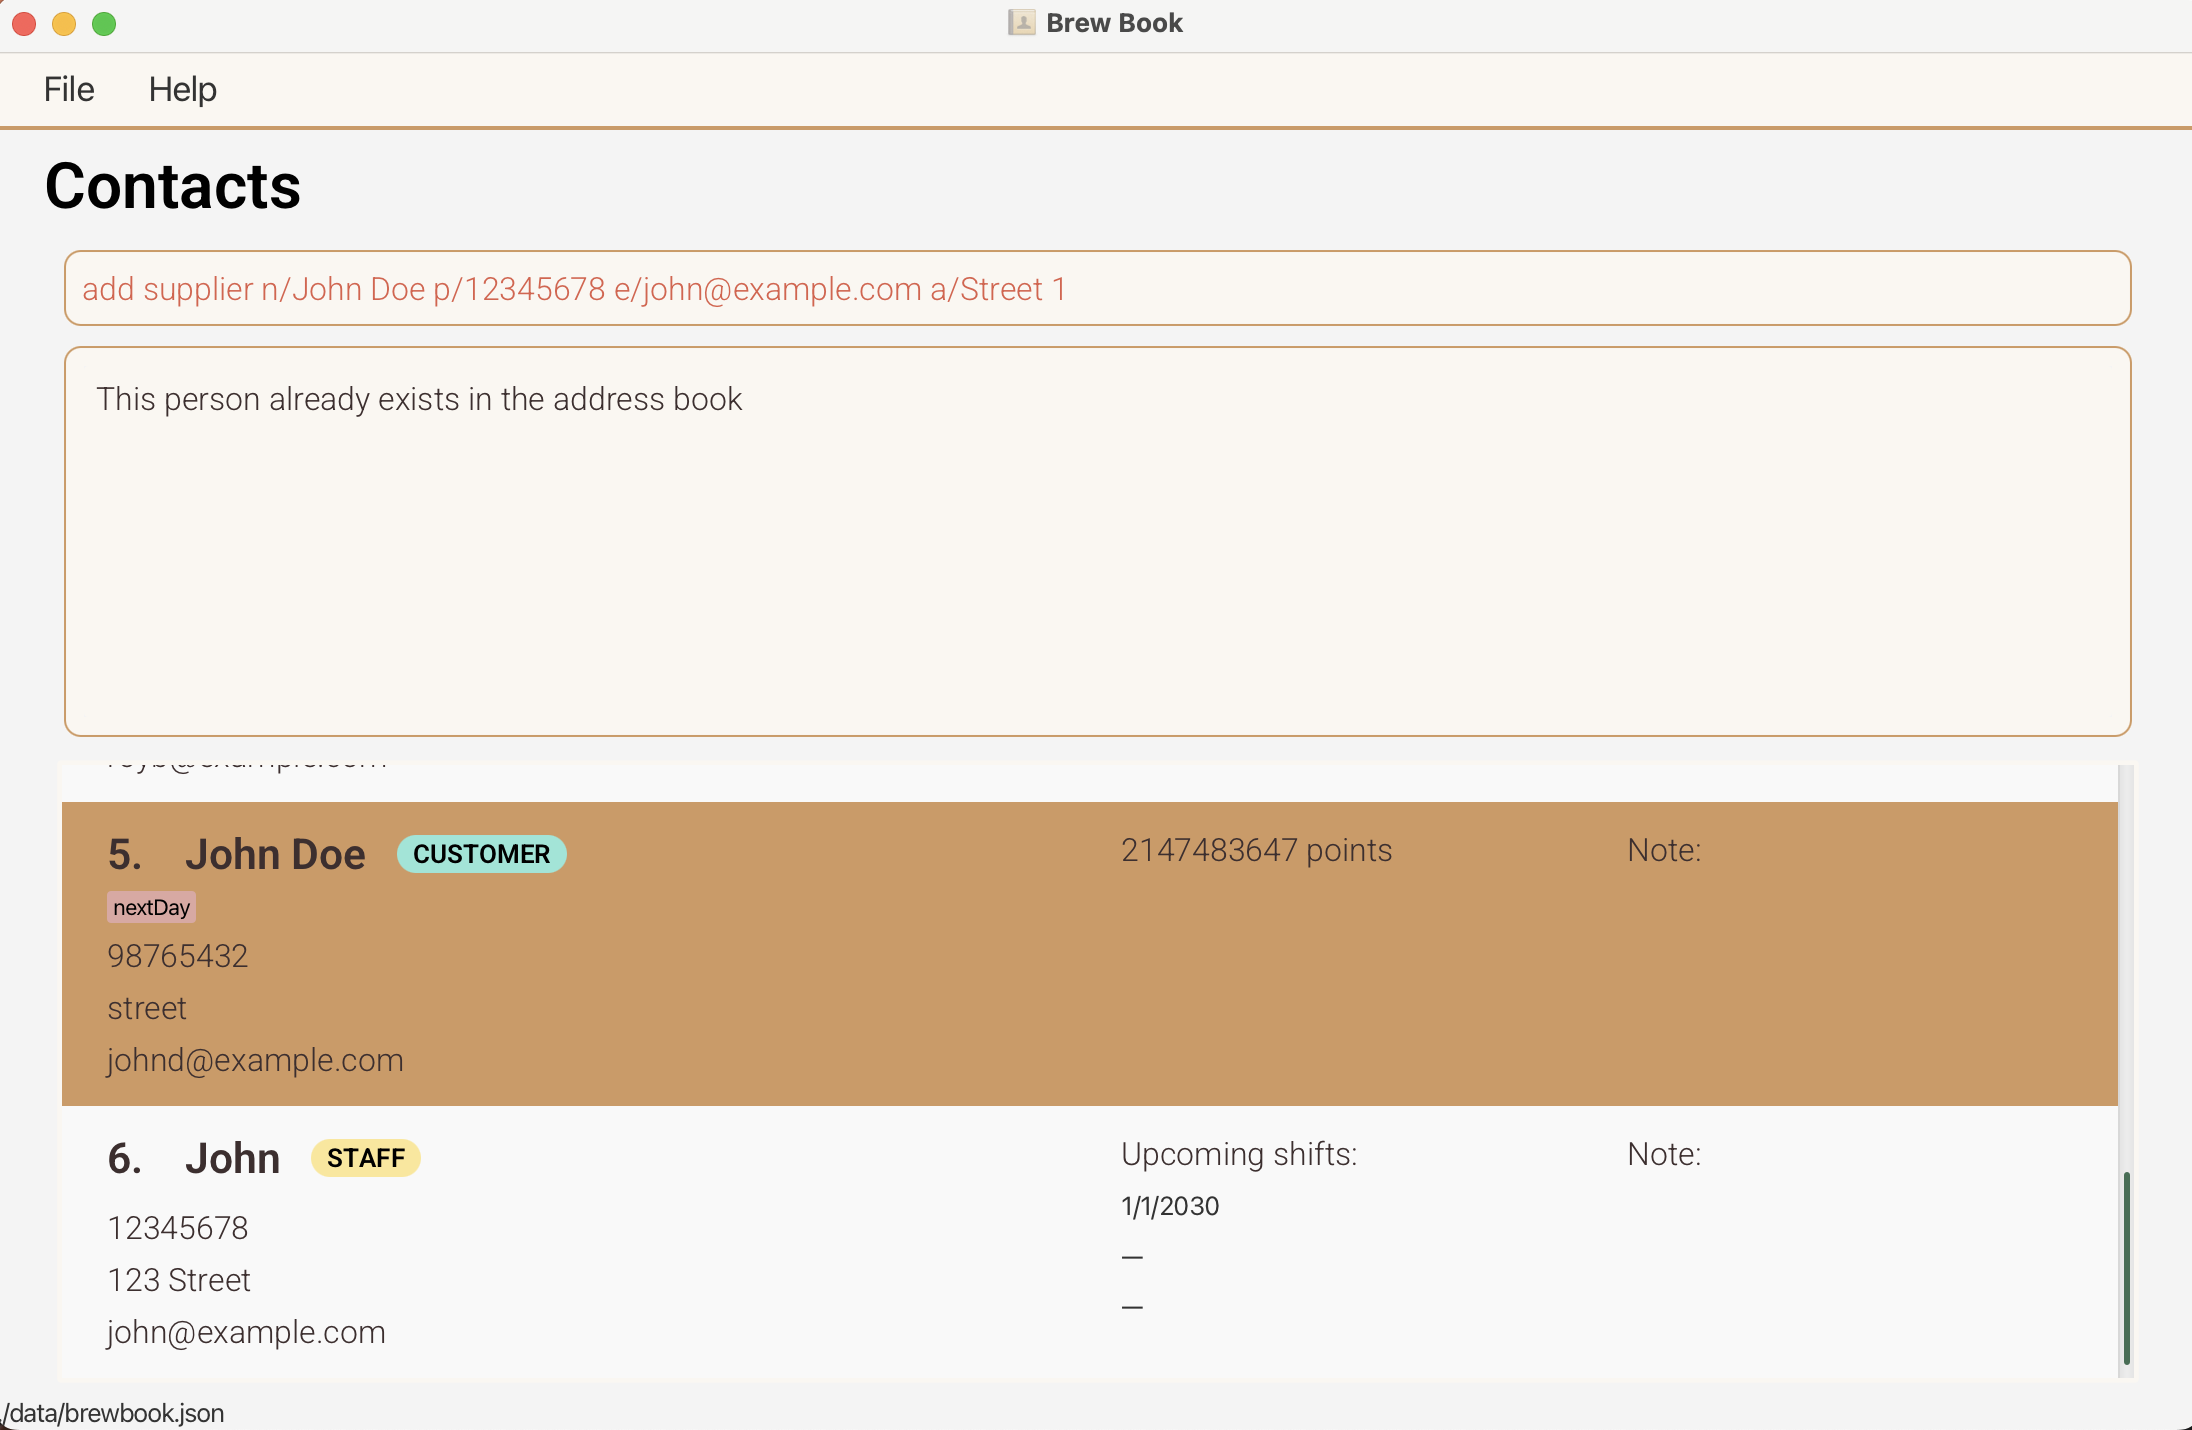 Brew Book
File Help
Contacts
add supplier n/John Doe p/12345678 e/john@example.com a/Street 1
This person already exists in the address book
5. John Doe CUSTOMER 2147483647 points Note:
nextDay
98765432
street
johnd@example.com
6. John STAFF Upcoming shifts: Note:
1/1/2030
12345678
—
123 Street
—
john@example.com
./data/brewbook.json